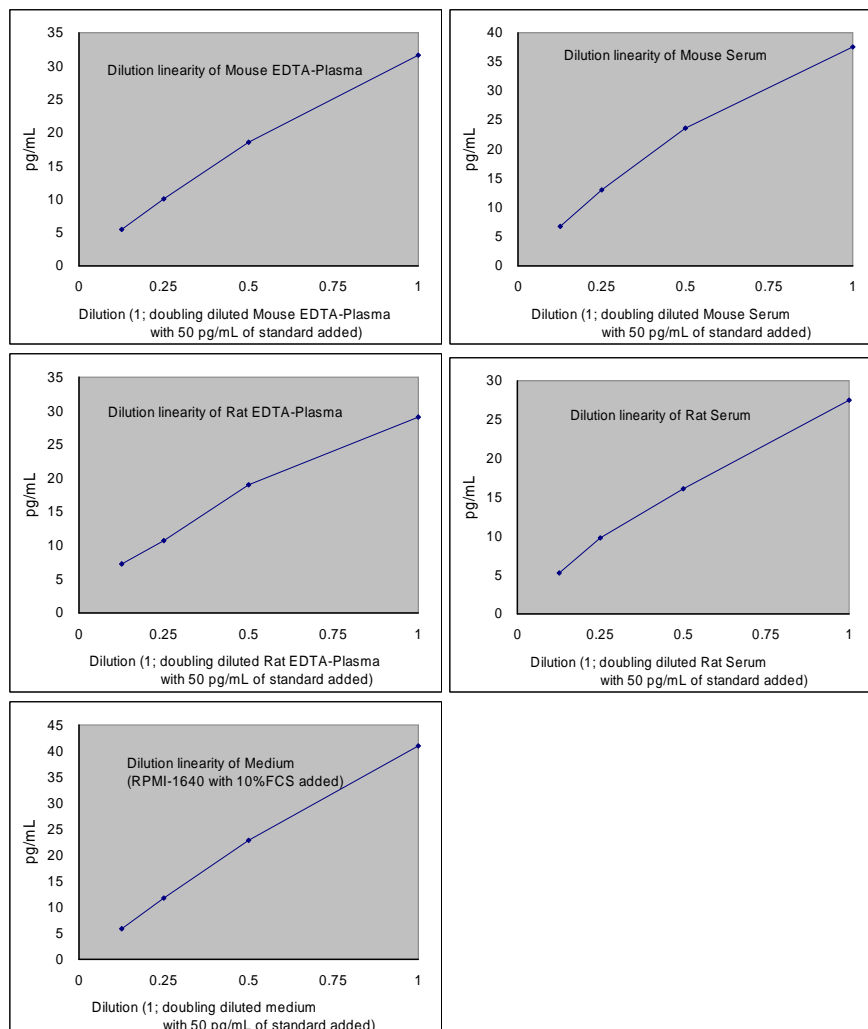 Dilution linearity of Mouse EDTA-Plasma
pg/mL
35
30
25
20
15
10
5
0
0 0.25 0.5 0.75 1
Dilution (1; doubling diluted Mouse EDTA-Plasma
with 50 pg/mL of standard added)
Dilution linearity of Mouse Serum
pg/mL
40
35
30
25
20
15
10
5
0
0 0.25 0.5 0.75 1
Dilution (1; doubling diluted Mouse Serum
with 50 pg/mL of standard added)
Dilution linearity of Rat EDTA-Plasma
pg/mL
35
30
25
20
15
10
5
0
0 0.25 0.5 0.75 1
Dilution (1; doubling diluted Rat EDTA-Plasma
with 50 pg/mL of standard added)
Dilution linearity of Rat Serum
pg/mL
30
25
20
15
10
5
0
0 0.25 0.5 0.75 1
Dilution (1; doubling diluted Rat Serum
with 50 pg/mL of standard added)
Dilution linearity of Medium
(RPMI-1640 with 10%FCS added)
pg/mL
45
40
35
30
25
20
15
10
5
0
0 0.25 0.5 0.75 1
Dilution (1; doubling diluted medium
with 50 pg/mL of standard added)